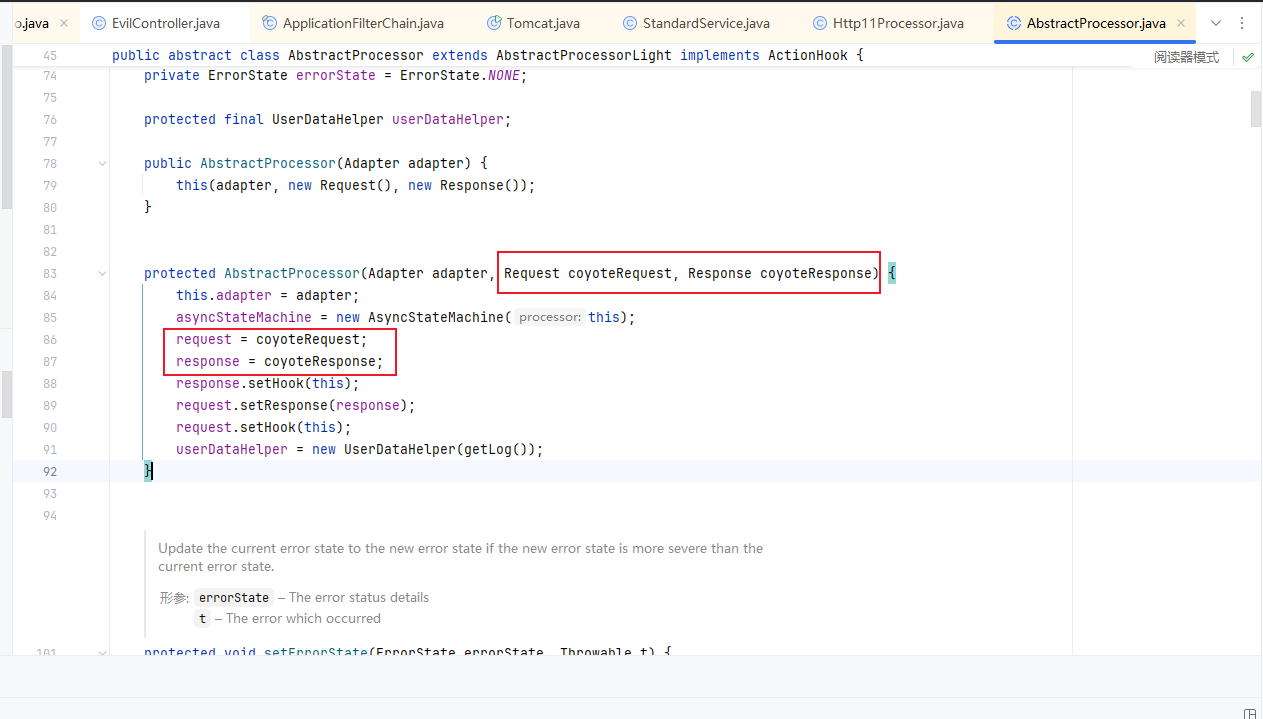 o.java × EvilController.java ApplicationFilterChain.java Tomcat.java StandardService.java Http11Processor.java AbstractProcessor.java ×
45 public abstract class AbstractProcessor extends AbstractProcessorLight implements ActionHook { 阅读器模式
74 private ErrorState errorState = ErrorState.NONE;
75
76 protected final UserDataHelper userDataHelper;
77
78 public AbstractProcessor(Adapter adapter) {
79 this(adapter, new Request(), new Response());
80 }
81
82
83 protected AbstractProcessor(Adapter adapter, Request coyoteRequest, Response coyoteResponse) {
84 this.adapter = adapter;
85 asyncStateMachine = new AsyncStateMachine( processor: this);
86 request = coyoteRequest;
87 response = coyoteResponse;
88 response.setHook(this);
89 request.setResponse(response);
90 request.setHook(this);
91 userDataHelper = new UserDataHelper(getLog());
92 }
93
94
Update the current error state to the new error state if the new error state is more severe than the
current error state.
形参: errorState – The error status details
t – The error which occurred
101 protected void setErrorState(ErrorState errorState, Throwable t) {